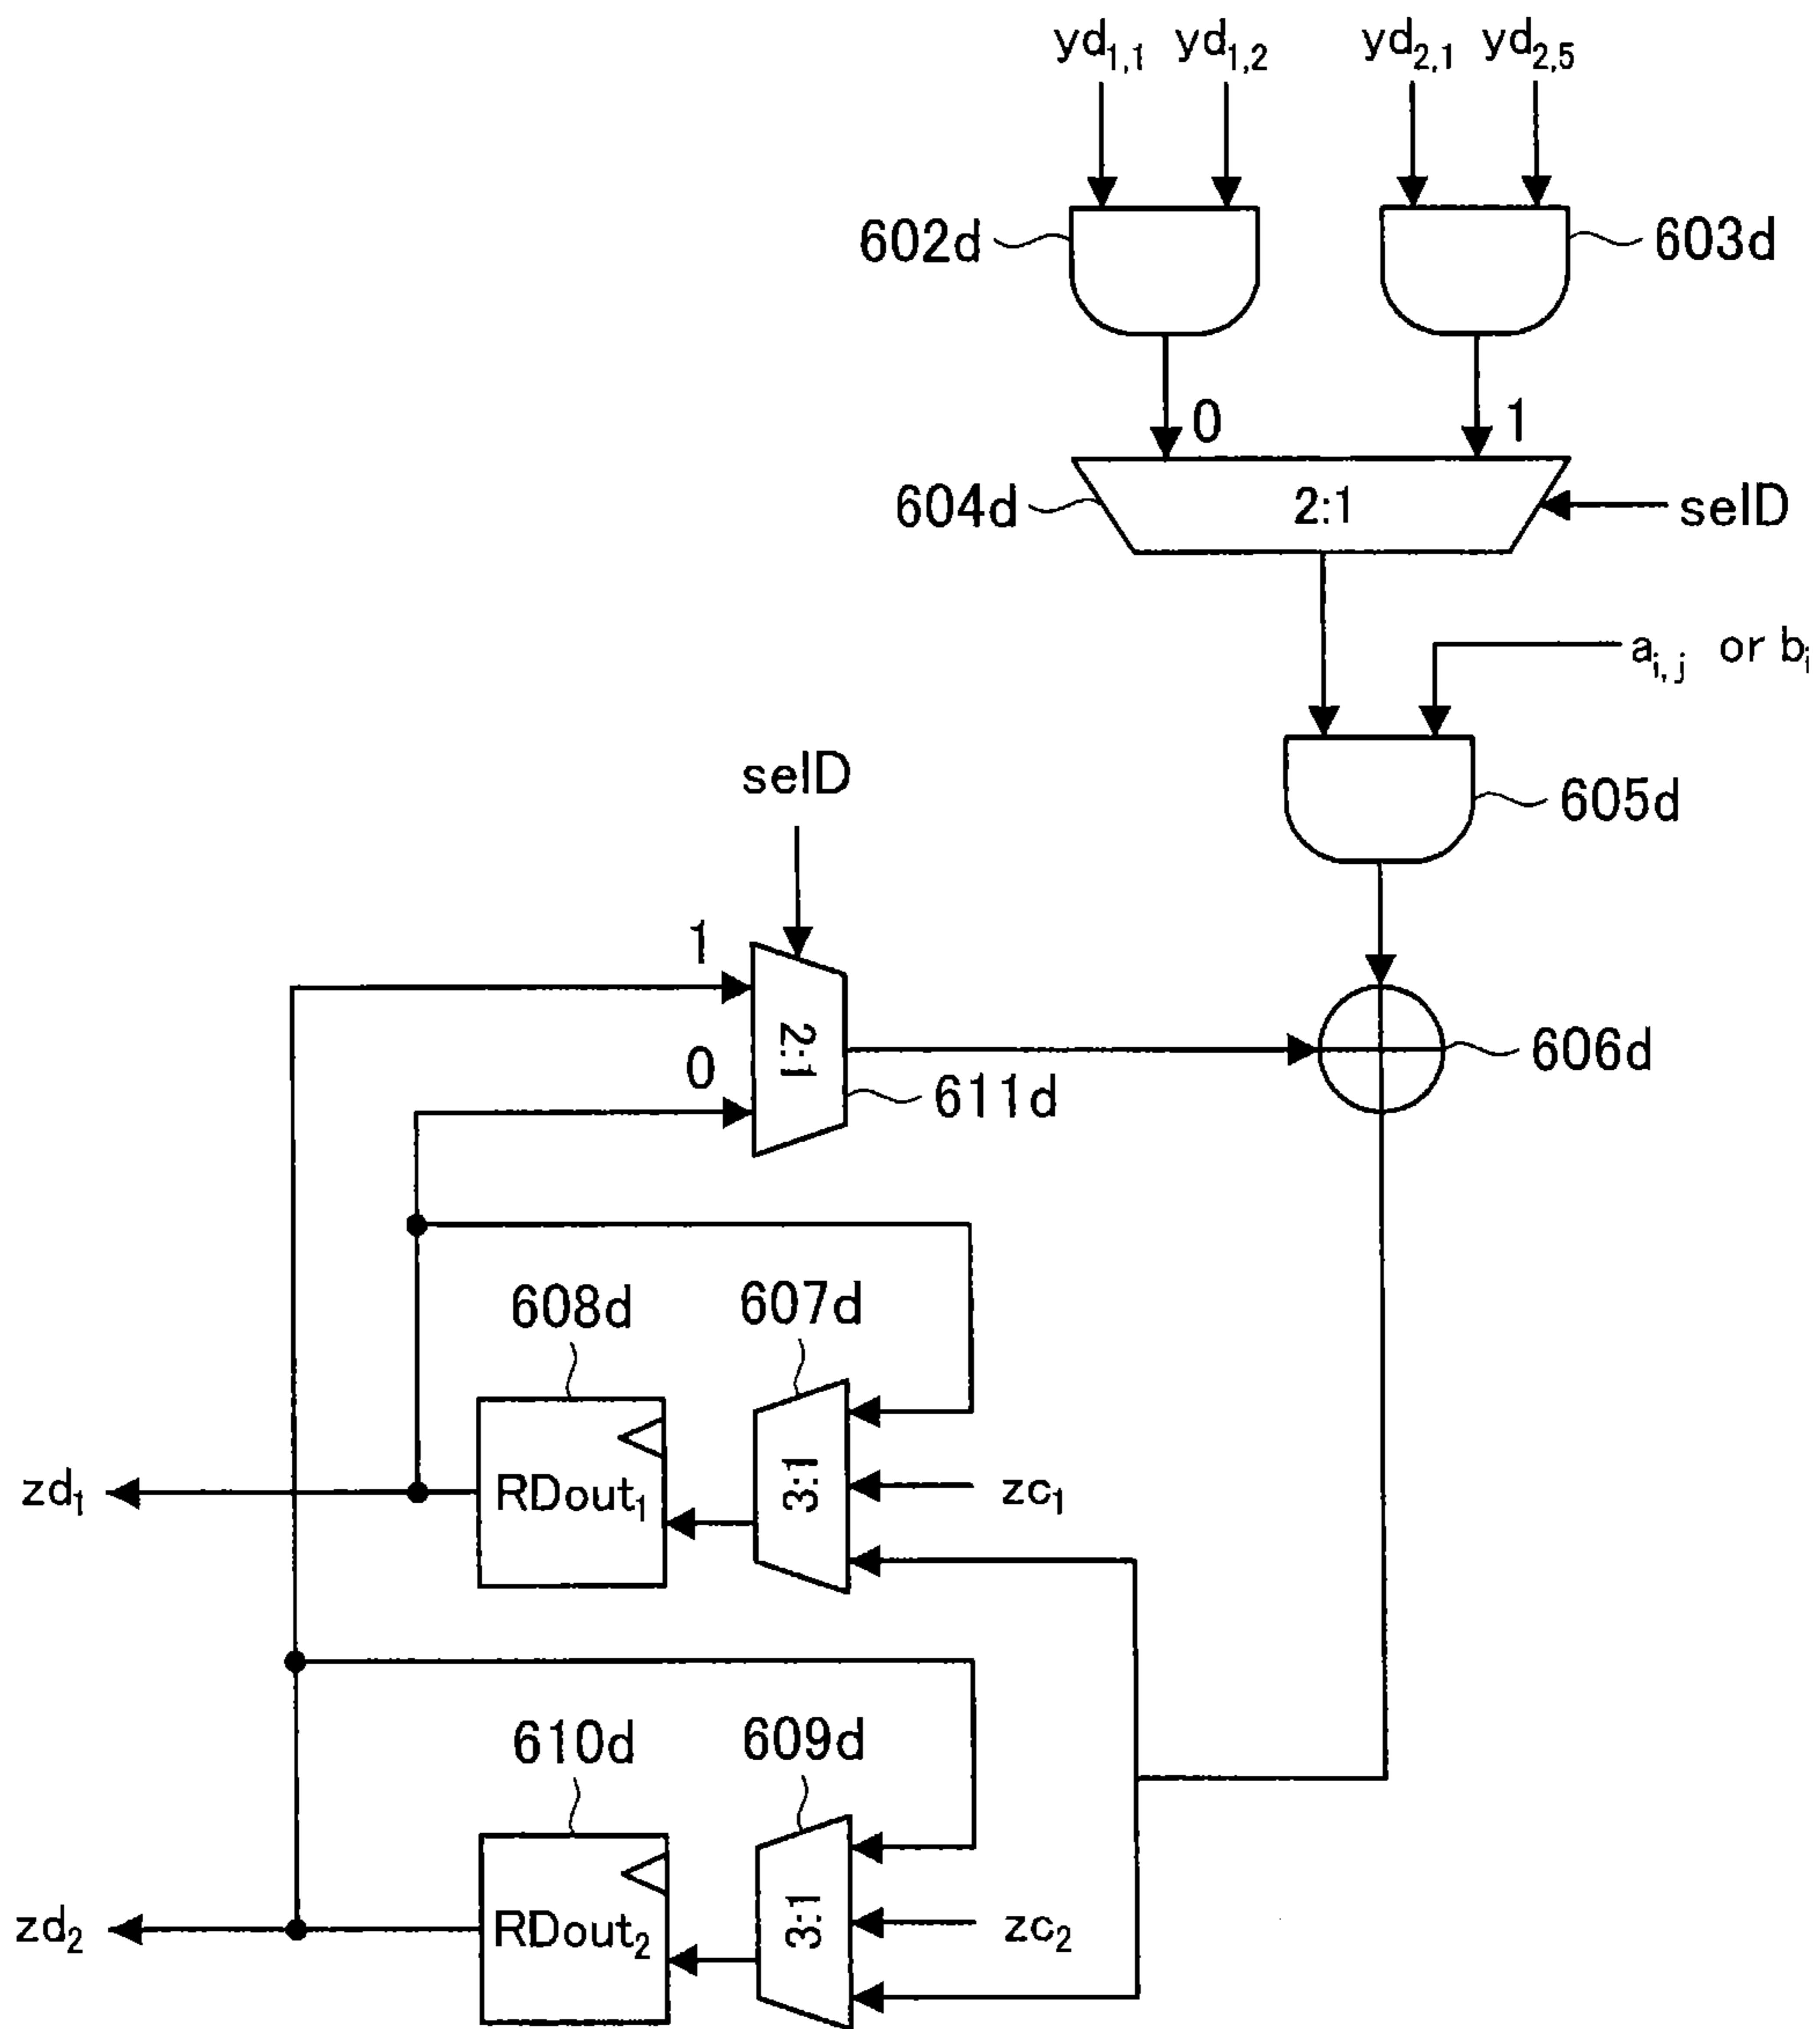 yd1,1 yd1,2 yd2,1 yd2,5
602d 603d
0 1
604d 2:1 selD
ai,j or bi
selD 605d
1
0 2:1 606d
611d
608d 607d
zd1 RDout1 3:1 zc1
610d 609d
zd2 RDout2 3:1 zc2